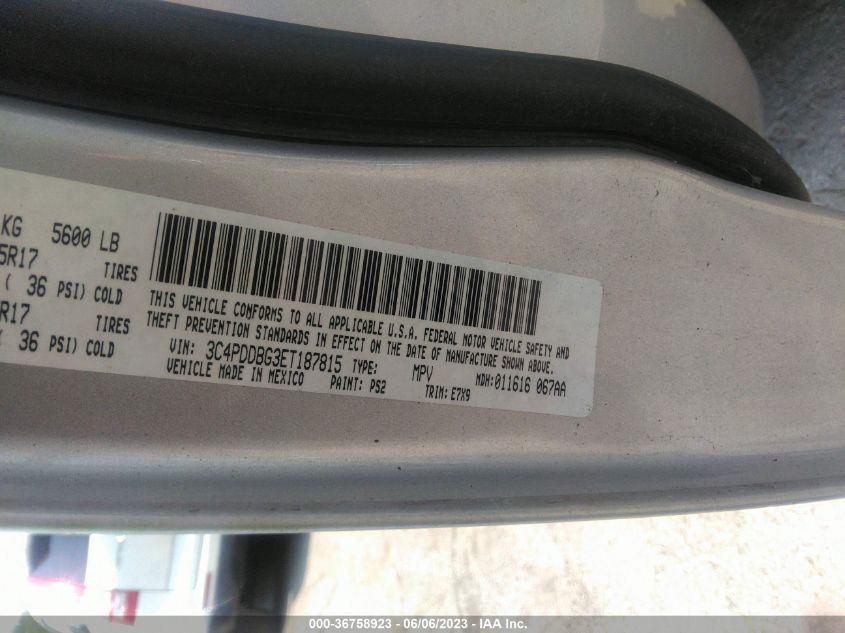 KG 5600 LB
5R17 TIRES
( 36 PSI) COLD
R17 TIRES
( 36 PSI) COLD
THIS VEHICLE CONFORMS TO ALL APPLICABLE U.S.A. FEDERAL MOTOR VEHICLE SAFETY AND
THEFT PREVENTION STANDARDS IN EFFECT ON THE DATE OF MANUFACTURE SHOWN ABOVE.
VIN: 3C4PDDBG3ET187815 TYPE: MPV MDH:011616 067AA
VEHICLE MADE IN MEXICO PAINT: PS2 TRIM: E7X9
000-36758923 - 06/06/2023 - IAA Inc.